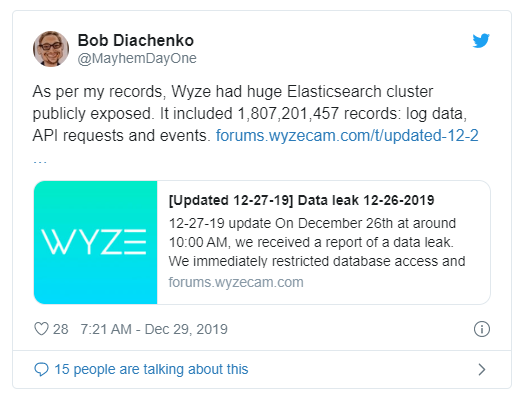 Bob Diachenko
@MayhemDayOne
As per my records, Wyze had huge Elasticsearch cluster
publicly exposed. It included 1,807,201,457 records: log data,
API requests and events. forums.wyzecam.com/t/updated-12-2
…
WYZE
[Updated 12-27-19] Data leak 12-26-2019
12-27-19 update On December 26th at around
10:00 AM, we received a report of a data leak.
We immediately restricted database access and
forums.wyzecam.com
28 7:21 AM - Dec 29, 2019
15 people are talking about this